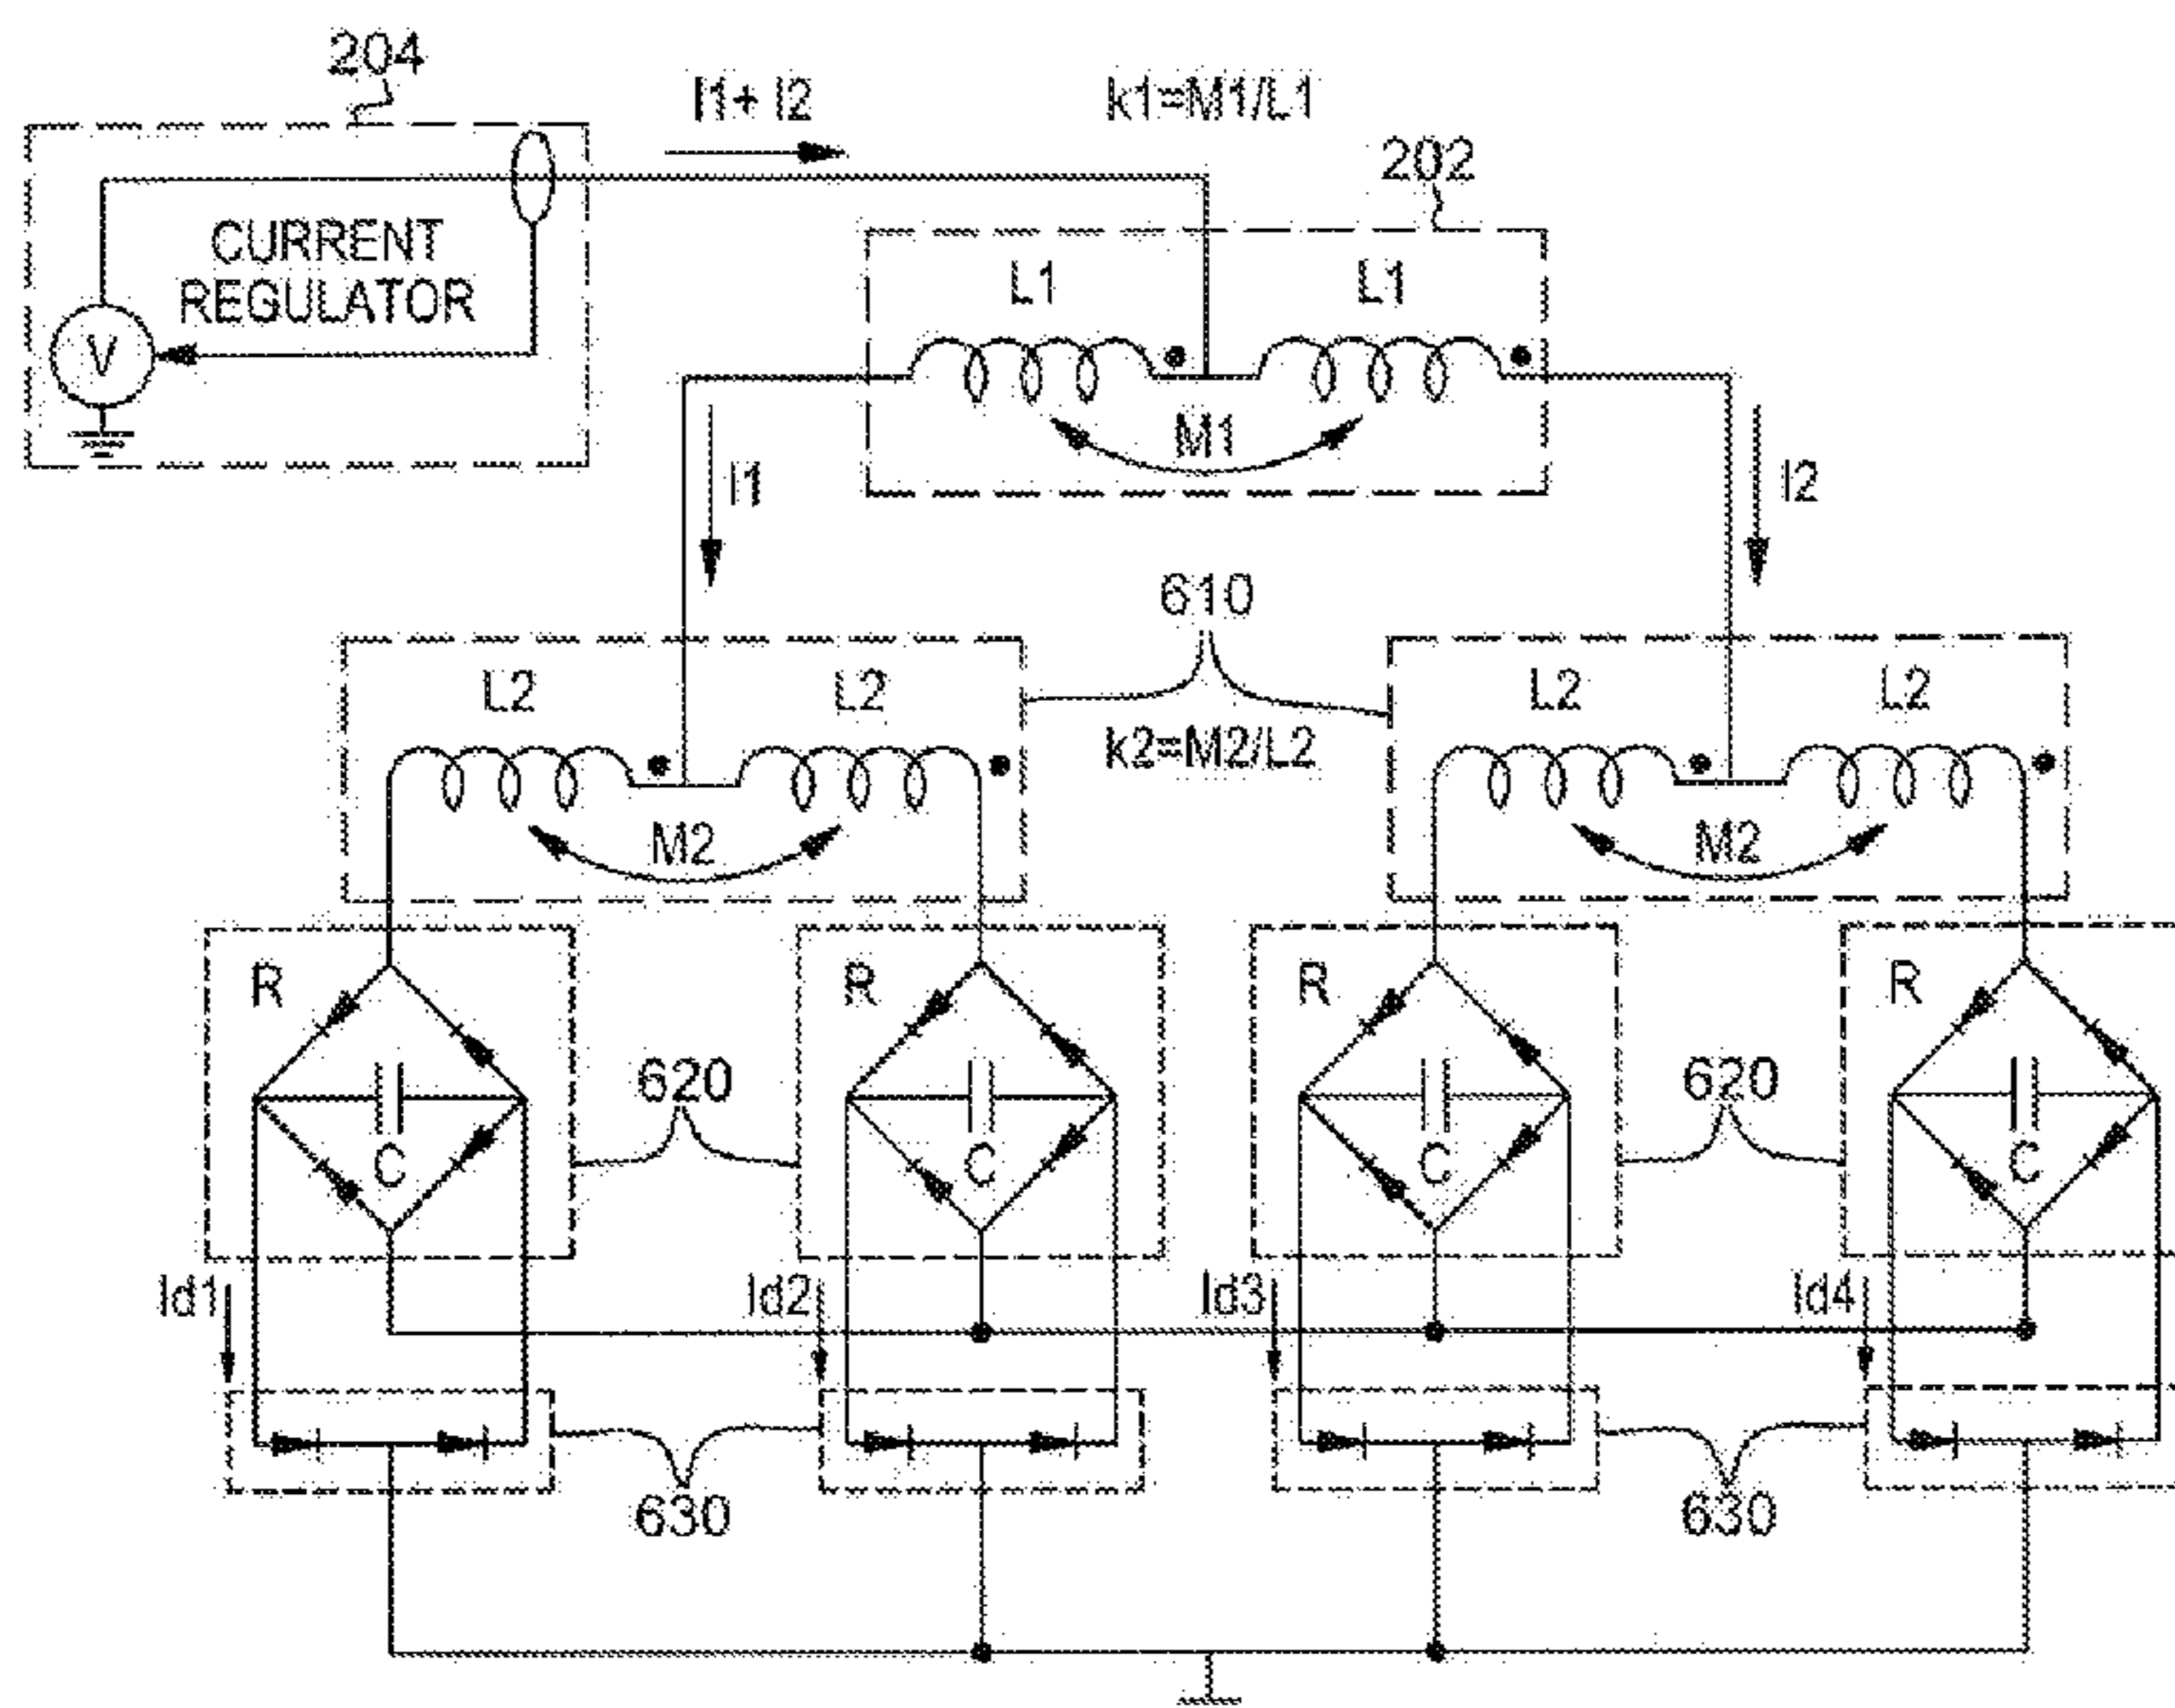 204
I1+ I2
k1=M1/L1
202
CURRENT
REGULATOR
V
L1
L1
M1
I1
I2
610
L2
L2
L2
L2
k2=M2/L2
M2
M2
R
R
R
R
620
620
C
C
C
C
Id1
Id2
Id3
Id4
630
630